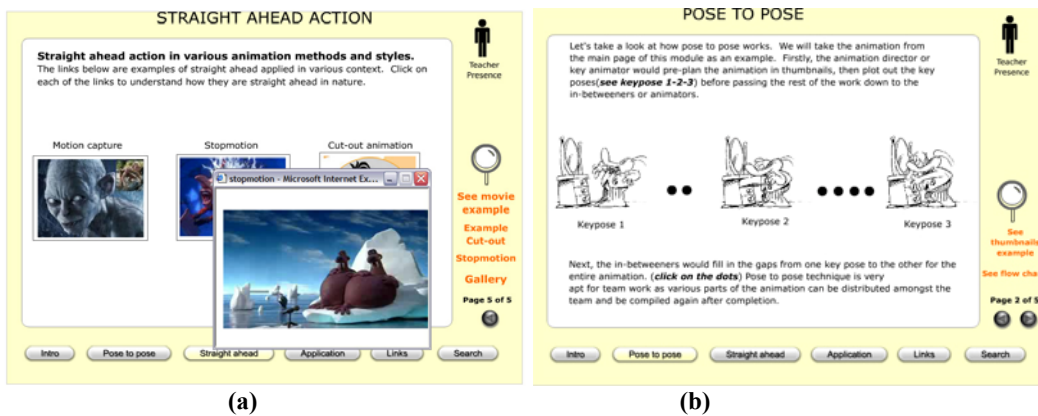 STRAIGHT AHEAD ACTION
Straight ahead action in various animation methods and styles.
The links below are examples of straight ahead applied in various context. Click on
each of the links to understand how they are straight ahead in nature.
Teacher
Presence
Motion capture
Stopmotion
Cut-out animation
stopmotion - Microsoft Internet Ex...
See movie
example
Example
Cut-out
Stopmotion
Gallery
Page 5 of 5
Intro
Pose to pose
Straight ahead
Application
Links
Search
(a)
POSE TO POSE
Let's take a look at how pose to pose works. We will take the animation from
the main page of this module as an example. Firstly, the animation director or
key animator would pre-plan the animation in thumbnails, then plot out the key
poses(see keypose 1-2-3) before passing the rest of the work down to the
in-betweeners or animators.
Teacher
Presence
Keypose 1
Keypose 2
Keypose 3
Next, the in-betweeners would fill in the gaps from one key pose to the other for the
entire animation. (click on the dots) Pose to pose technique is very
apt for team work as various parts of the animation can be distributed amongst the
team and be compiled again after completion.
See
thumbnails
example
See flow cha
Page 2 of 5
Intro
Pose to pose
Straight ahead
Application
Links
Search
(b)